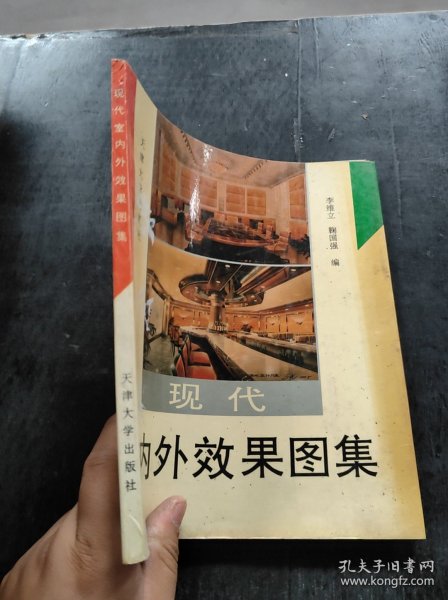 现代室内外效果图集
天津大学出版社
李维立 鞠国强 编
现代
内外效果图集
孔夫子旧书网
www.kongfz.com